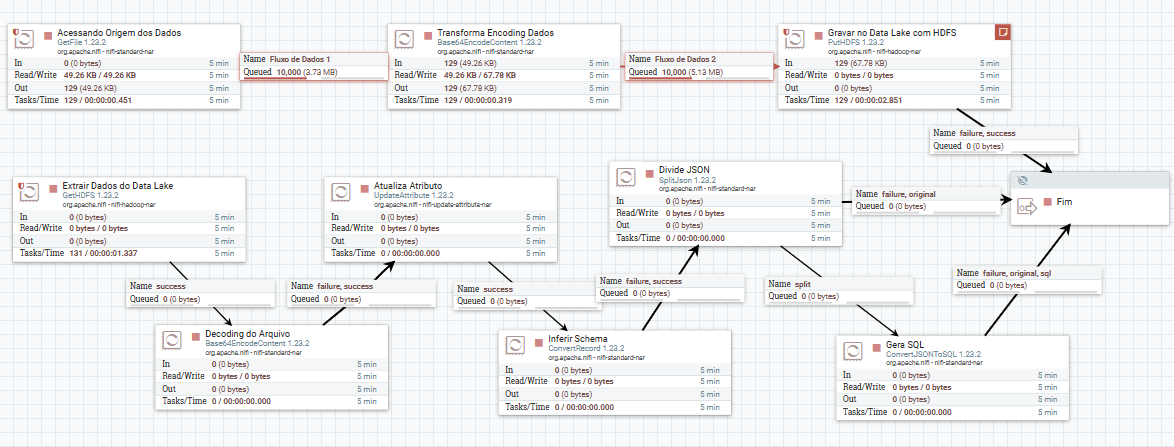 Acessando Origem dos Dados
GetFile 1.23.2
org.apache.nifi - nifi-standard-nar
In 0 (0 bytes) 5 min
Read/Write 49.26 KB / 49.26 KB 5 min
Out 129 (49.26 KB) 5 min
Tasks/Time 129 / 00:00:00.451 5 min
Name Fluxo de Dados 1
Queued 10,000 (3.73 MB)
Transforma Encoding Dados
Base64EncodeContent 1.23.2
org.apache.nifi - nifi-standard-nar
In 129 (49.26 KB) 5 min
Read/Write 49.26 KB / 67.78 KB 5 min
Out 129 (67.78 KB) 5 min
Tasks/Time 129 / 00:00:00.319 5 min
Name Fluxo de Dados 2
Queued 10,000 (5.13 MB)
Gravar no Data Lake com HDFS
PutHDFS 1.23.2
org.apache.nifi - nifi-hadoop-nar
In 129 (67.78 KB) 5 min
Read/Write 0 bytes / 0 bytes 5 min
Out 0 (0 bytes) 5 min
Tasks/Time 129 / 00:00:02.851 5 min
Name failure, success
Queued 0 (0 bytes)
Extrair Dados do Data Lake
GetHDFS 1.23.2
org.apache.nifi - nifi-hadoop-nar
In 0 (0 bytes) 5 min
Read/Write 0 bytes / 0 bytes 5 min
Out 0 (0 bytes) 5 min
Tasks/Time 131 / 00:00:01.337 5 min
Atualiza Atributo
UpdateAttribute 1.23.2
org.apache.nifi - nifi-update-attribute-nar
In 0 (0 bytes) 5 min
Read/Write 0 bytes / 0 bytes 5 min
Out 0 (0 bytes) 5 min
Tasks/Time 0 / 00:00:00.000 5 min
Divide JSON
SplitJson 1.23.2
org.apache.nifi - nifi-standard-nar
In 0 (0 bytes) 5 min
Read/Write 0 bytes / 0 bytes 5 min
Out 0 (0 bytes) 5 min
Tasks/Time 0 / 00:00:00.000 5 min
Name failure, original
Queued 0 (0 bytes)
Fim
Name success
Queued 0 (0 bytes)
Name failure, success
Queued 0 (0 bytes)
Name success
Queued 0 (0 bytes)
Name failure, success
Queued 0 (0 bytes)
Name split
Queued 0 (0 bytes)
Name failure, original, sql
Queued 0 (0 bytes)
Decoding do Arquivo
Base64EncodeContent 1.23.2
org.apache.nifi - nifi-standard-nar
In 0 (0 bytes) 5 min
Read/Write 0 bytes / 0 bytes 5 min
Out 0 (0 bytes) 5 min
Tasks/Time 0 / 00:00:00.000 5 min
Inferir Schema
ConvertRecord 1.23.2
org.apache.nifi - nifi-standard-nar
In 0 (0 bytes) 5 min
Read/Write 0 bytes / 0 bytes 5 min
Out 0 (0 bytes) 5 min
Tasks/Time 0 / 00:00:00.000 5 min
Gera SQL
ConvertJSONToSQL 1.23.2
org.apache.nifi - nifi-standard-nar
In 0 (0 bytes) 5 min
Read/Write 0 bytes / 0 bytes 5 min
Out 0 (0 bytes) 5 min
Tasks/Time 0 / 00:00:00.000 5 min